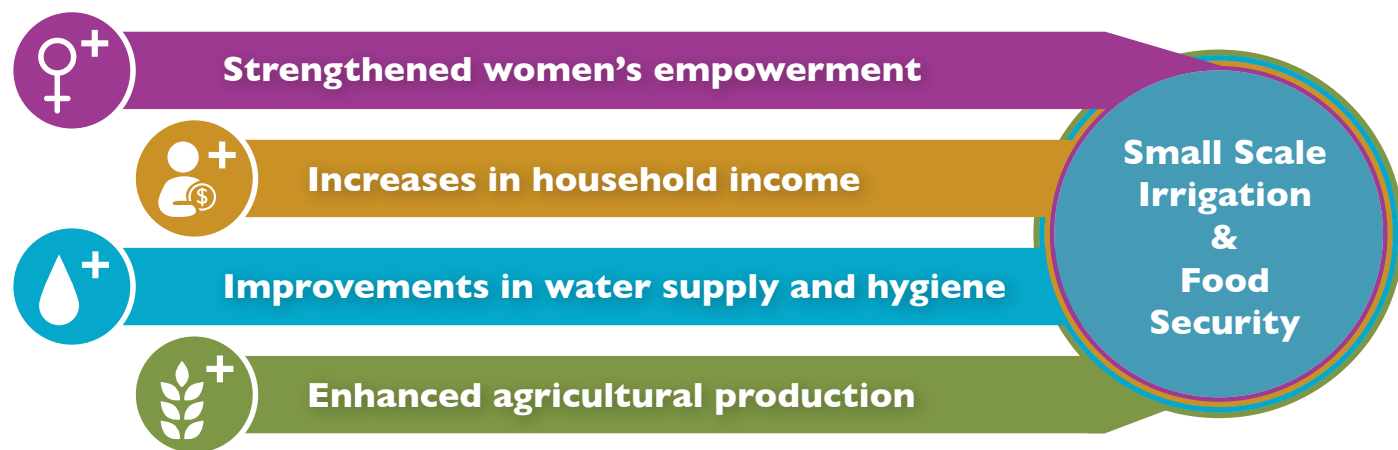 Strengthened women’s empowerment
Increases in household income
Improvements in water supply and hygiene
Enhanced agricultural production
Small Scale
Irrigation
&
Food
Security